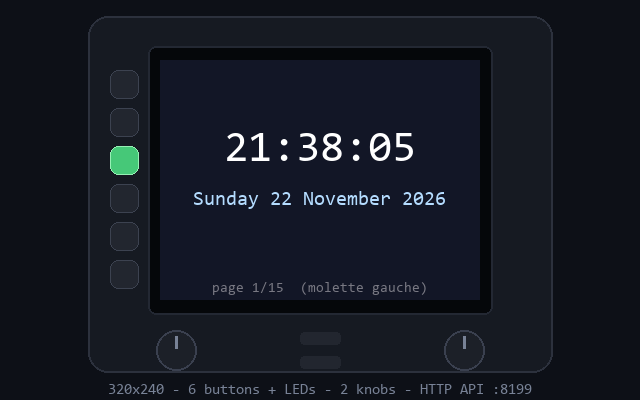 21:38:05
Sunday 22 November 2026
page 1/15  (molette gauche)
320x240 - 6 buttons + LEDs - 2 knobs - HTTP API :8199